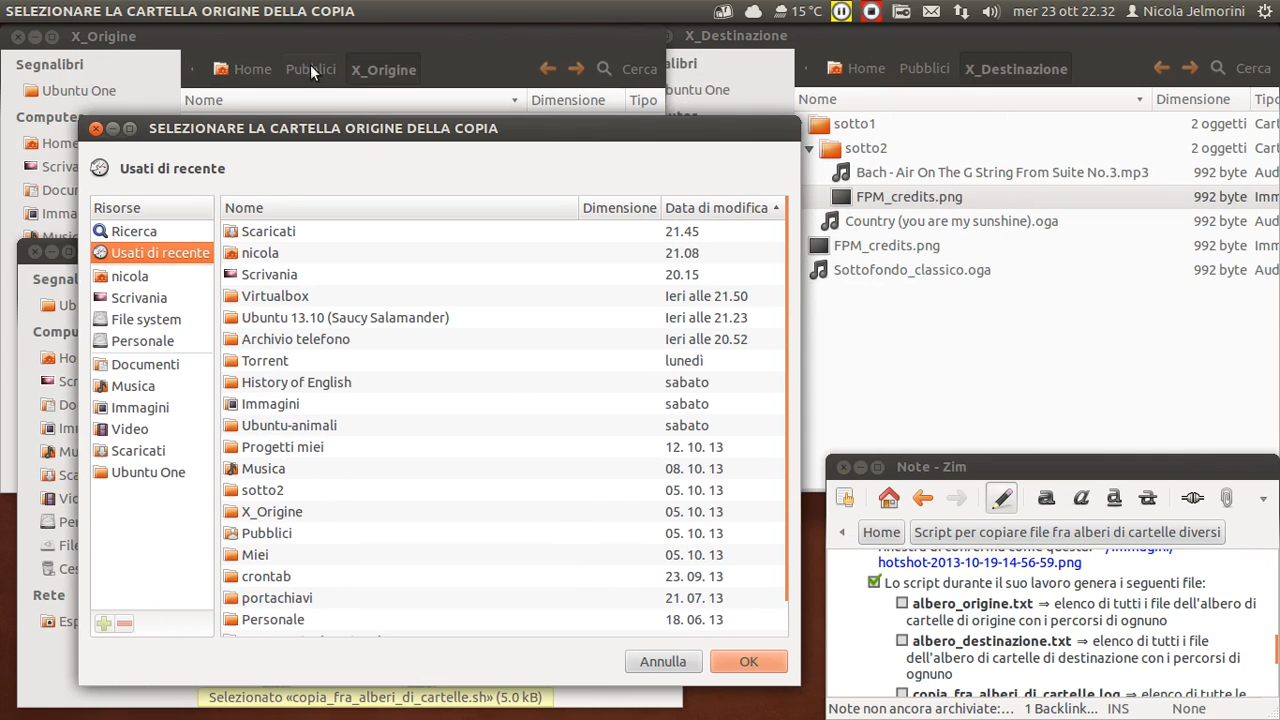 SELEZIONARE LA CARTELLA ORIGINE DELLA COPIA
15 °C
mer 23 ott 22.32
Nicola Jelmorini
X_Origine
Segnalibri
Ubuntu One
Computer
Home
Home Pubblici X_Origine
Cerca
Nome Dimensione Tipo
X_Destinazione
Home Pubblici X_Destinazione
Cerca
Nome Dimensione
sotto1 2 oggetti
sotto2 2 oggetti
Bach - Air On The G String From Suite No.3.mp3 992 byte
FPM_credits.png 992 byte
Country (you are my sunshine).oga 992 byte
FPM_credits.png 992 byte
Sottofondo_classico.oga 992 byte
SELEZIONARE LA CARTELLA ORIGINE DELLA COPIA
Usati di recente
Risorse
Ricerca
Usati di recente
nicola
Scrivania
File system
Personale
Documenti
Musica
Immagini
Video
Scaricati
Ubuntu One
Nome Dimensione Data di modifica
Scaricati 21.45
nicola 21.08
Scrivania 20.15
Virtualbox Ieri alle 21.50
Ubuntu 13.10 (Saucy Salamander) Ieri alle 21.23
Archivio telefono Ieri alle 20.52
Torrent lunedì
History of English sabato
Immagini sabato
Ubuntu-animali sabato
Progetti miei 12. 10. 13
Musica 08. 10. 13
sotto2 05. 10. 13
X_Origine 05. 10. 13
Pubblici 05. 10. 13
Miei 05. 10. 13
crontab 23. 09. 13
portachiavi 21. 07. 13
Personale 18. 06. 13
Annulla OK
Rete
Selezionato «copia_fra_alberi_di_cartelle.sh» (5.0 kB)
Note - Zim
Home Script per copiare file fra alberi di cartelle diversi
hotshot-2013-10-19-14-56-59.png
Lo script durante il suo lavoro genera i seguenti file:
albero_origine.txt ⇒ elenco di tutti i file dell'albero di
cartelle di origine con i percorsi di ognuno
albero_destinazione.txt ⇒ elenco di tutti i file
dell'albero di cartelle di destinazione con i percorsi di
ognuno
copia_fra_alberi_di_cartelle.log ⇒ elenco di tutte le
Note non ancora archiviate:... 1 Backlink... INS None